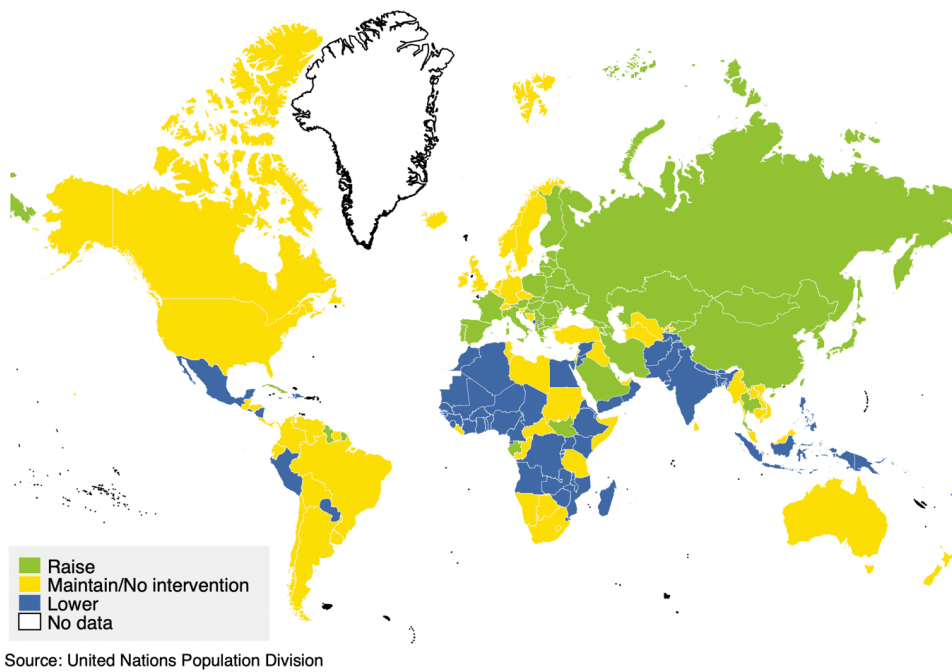 Raise
Maintain/No intervention
Lower
No data
Source: United Nations Population Division